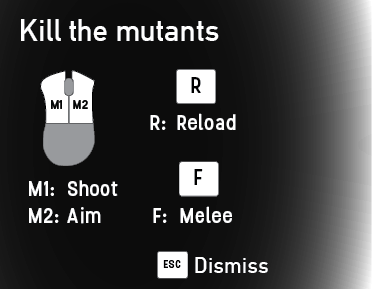 Kill the mutants
M1 M2
R
R: Reload
M1: Shoot
M2: Aim
F
F: Melee
ESC Dismiss